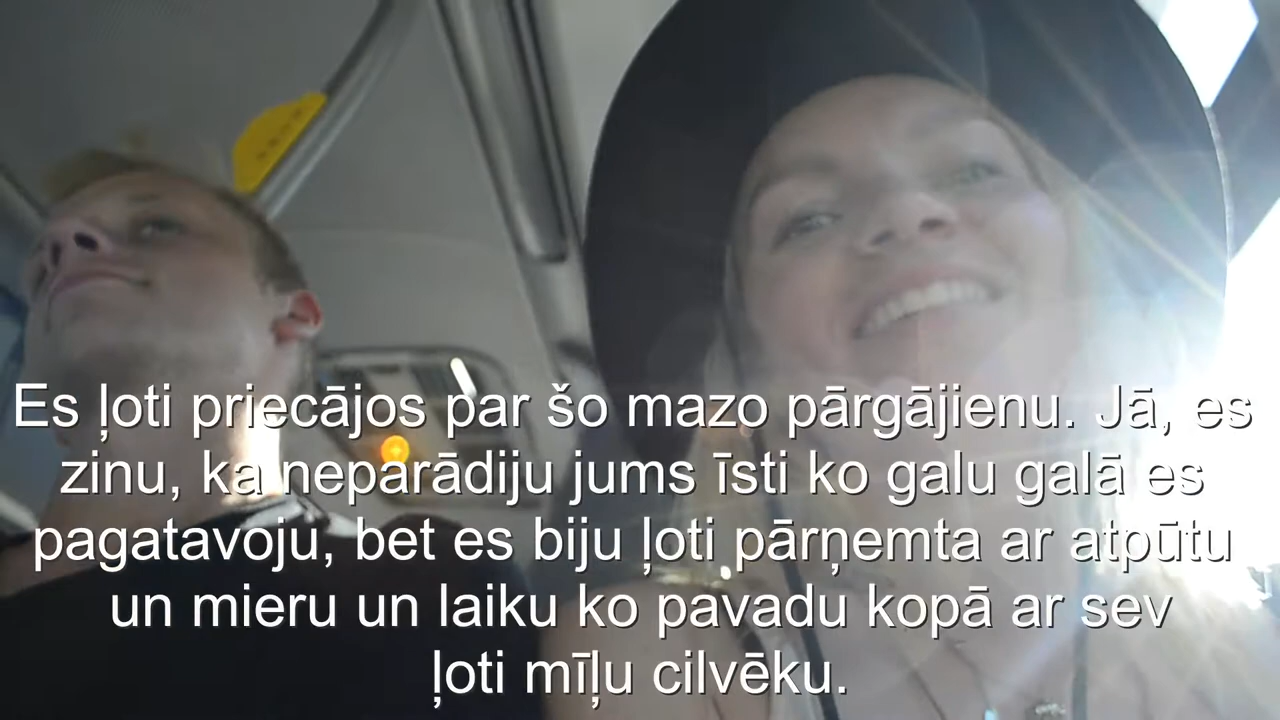 Es ļoti priecājos par šo mazo pārgājienu. Jā, es
zinu, ka neparādiju jums īsti ko galu galā es
pagatavoju, bet es biju ļoti pārņemta ar atpūtu
un mieru un laiku ko pavadu kopā ar sev
ļoti mīļu cilvēku.